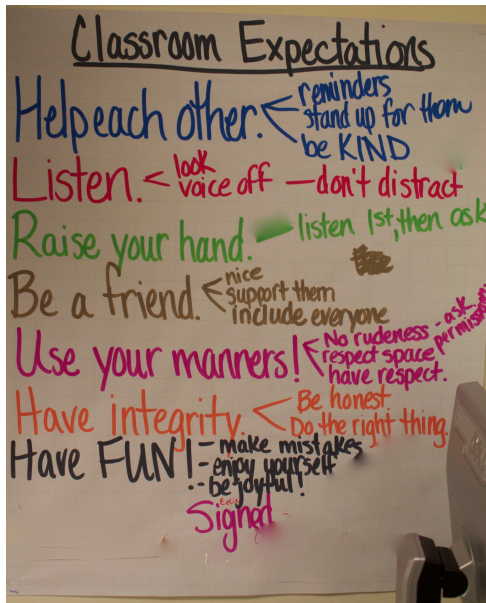 Classroom Expectations
Help each other. reminders
stand up for them
be KIND
Listen. look
voice off — don't distract
Raise your hand. listen 1st, then ask
Be a friend. nice
support them
include everyone
Use your manners! No rudeness - ask permission
respect space
have respect.
Have integrity. Be honest
Do the right thing.
Have FUN! - make mistakes
- enjoy yourself
- be joyful!
Signed